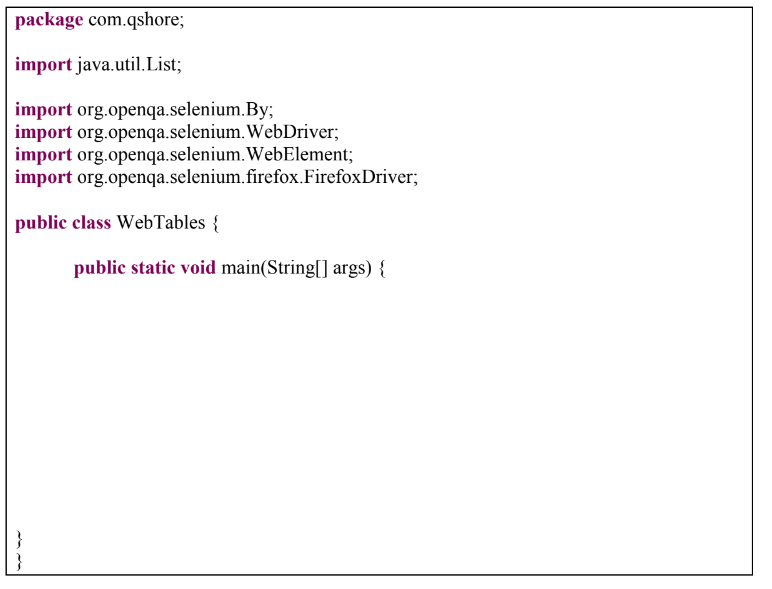 package com.qshore;
import java.util.List;
import org.openqa.selenium.By;
import org.openqa.selenium.WebDriver;
import org.openqa.selenium.WebElement;
import org.openqa.selenium.firefox.FirefoxDriver;
public class WebTables {
public static void main(String[] args) {
}
}